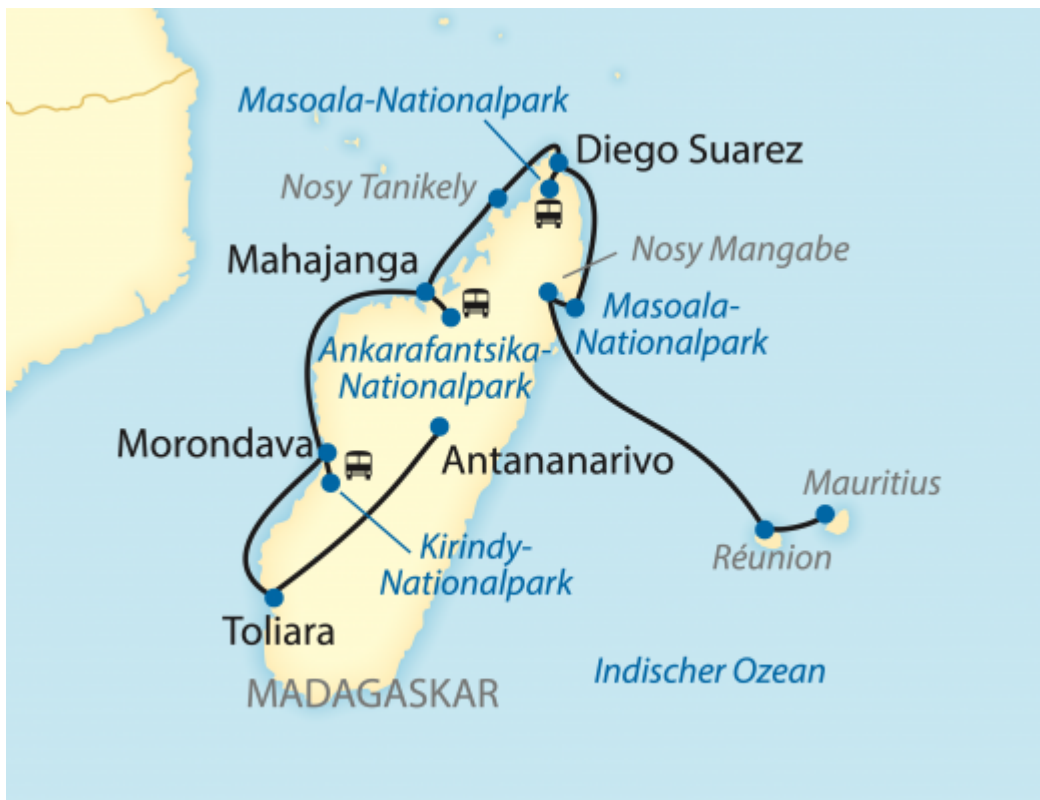 Masoala-Nationalpark
Diego Suarez
Nosy Tanikely
Nosy Mangabe
Mahajanga
Masoala-
Nationalpark
Ankarafantsika-
Nationalpark
Morondava
Antananarivo
Mauritius
Réunion
Kirindy-
Nationalpark
Toliara
Indischer Ozean
MADAGASKAR